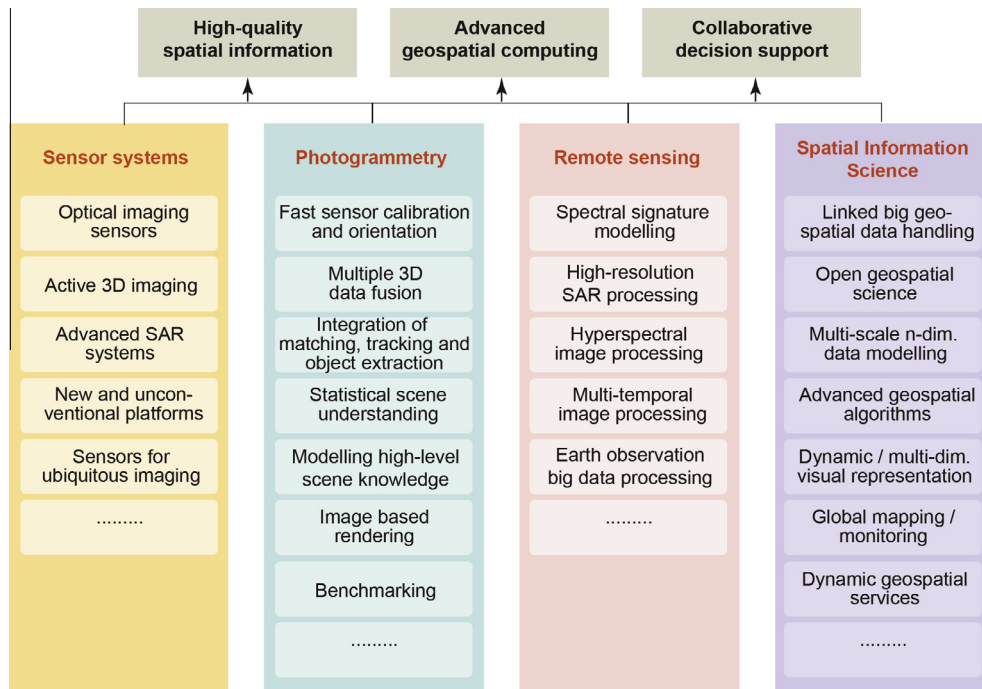 High-quality
spatial information
Advanced
geospatial computing
Collaborative
decision support
Sensor systems
Optical imaging
sensors
Active 3D imaging
Advanced SAR
systems
New and uncon-
ventional platforms
Sensors for
ubiquitous imaging
.........
Photogrammetry
Fast sensor calibration
and orientation
Multiple 3D
data fusion
Integration of
matching, tracking and
object extraction
Statistical scene
understanding
Modelling high-level
scene knowledge
Image based
rendering
Benchmarking
.........
Remote sensing
Spectral signature
modelling
High-resolution
SAR processing
Hyperspectral
image processing
Multi-temporal
image processing
Earth observation
big data processing
.........
Spatial Information
Science
Linked big geo-
spatial data handling
Open geospatial
science
Multi-scale n-dim.
data modelling
Advanced geospatial
algorithms
Dynamic / multi-dim.
visual representation
Global mapping /
monitoring
Dynamic geospatial
services
.........